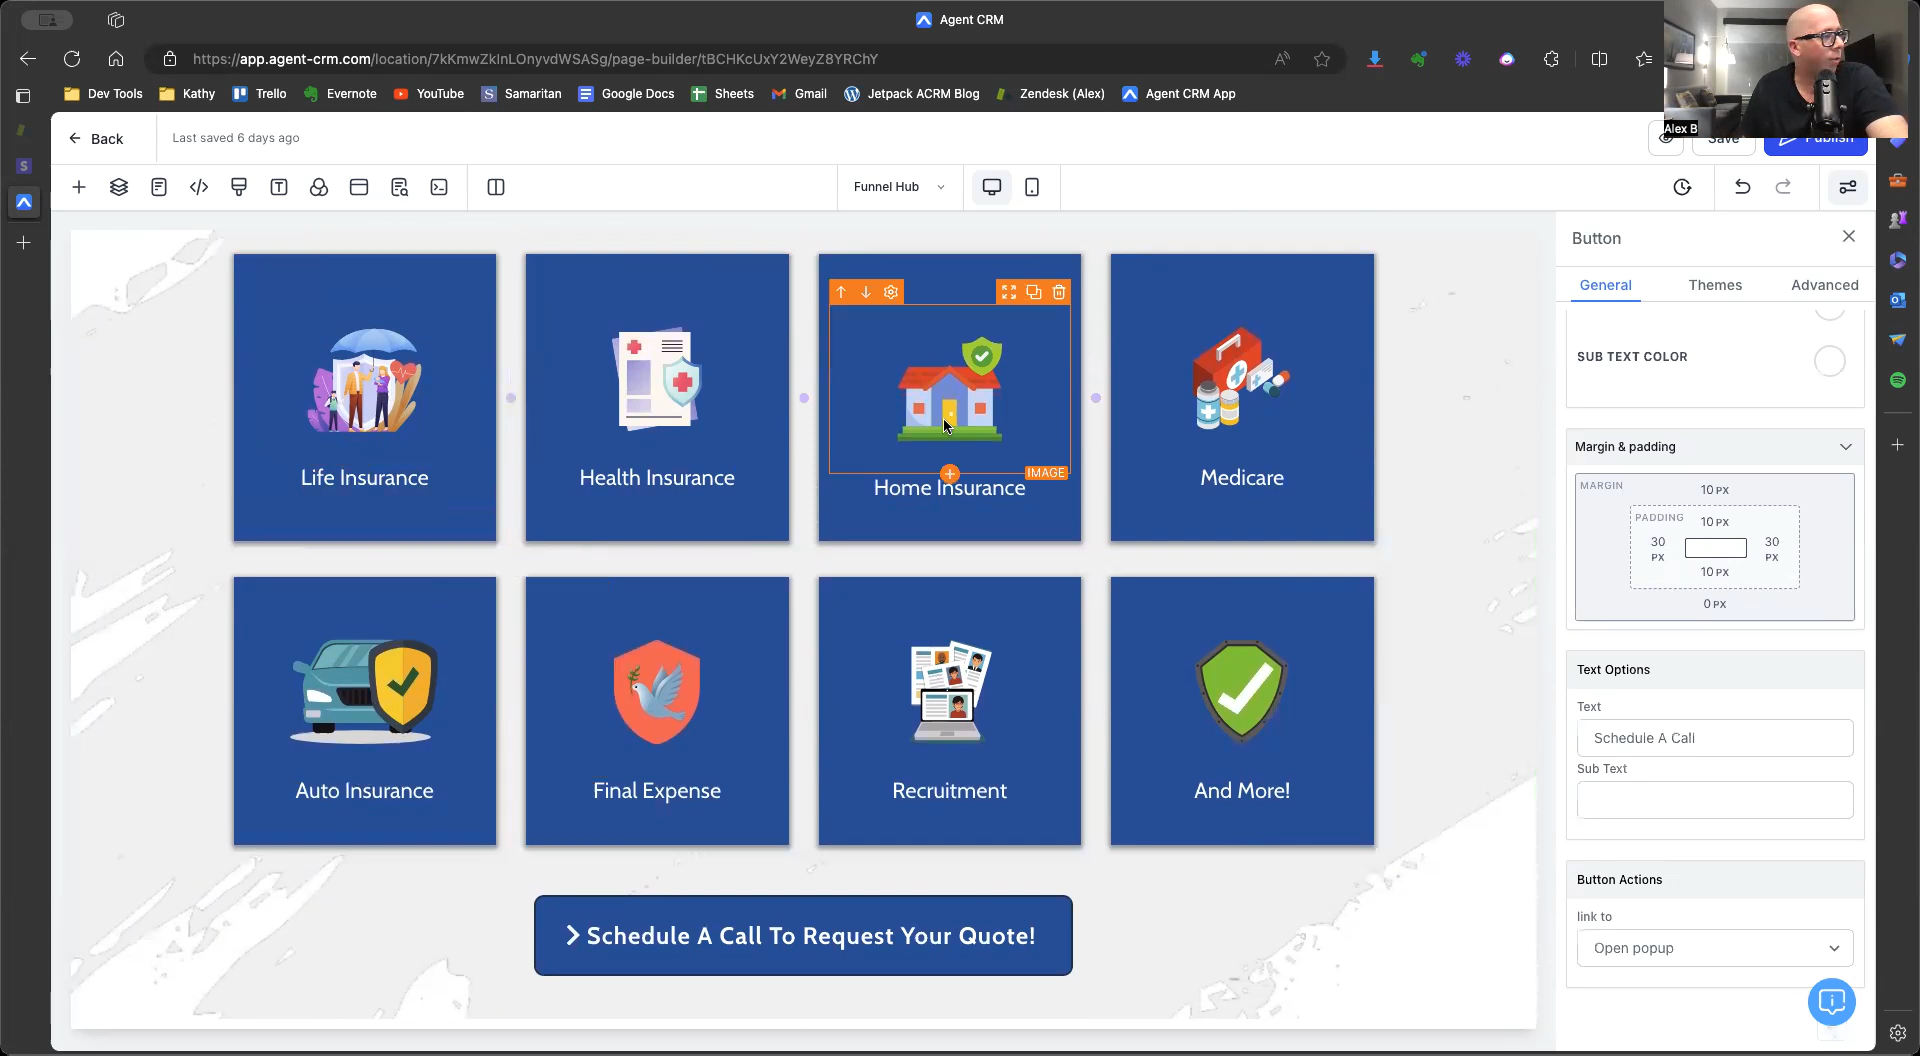 Agent CRM
https://app.agent-crm.com/location/7kKmwZkInLOnyvdWSASg/page-builder/tBCHKcUxY2WeyZ8YRChY
Dev Tools
Kathy
Trello
Evernote
YouTube
Samaritan
Google Docs
Sheets
Gmail
Jetpack ACRM Blog
Zendesk (Alex)
Agent CRM App
Alex B
Back
Last saved 6 days ago
Save
Publish
Funnel Hub
Life Insurance
Health Insurance
Home Insurance
IMAGE
Medicare
Auto Insurance
Final Expense
Recruitment
And More!
Schedule A Call To Request Your Quote!
Button
General
Themes
Advanced
SUB TEXT COLOR
Margin & padding
MARGIN
10 PX
PADDING
10 PX
30 PX
30 PX
10 PX
0 PX
Text Options
Text
Schedule A Call
Sub Text
Button Actions
link to
Open popup